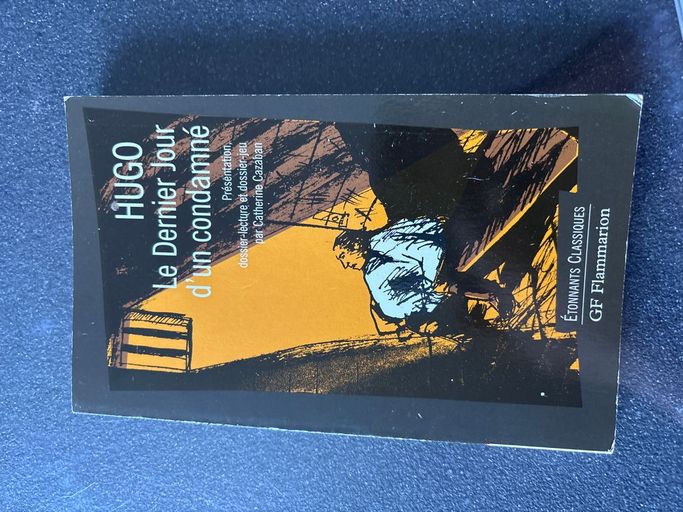 HUGO
Le Dernier Jour
d'un condamné
Présentation,
dossier-lecture et dossier-jeu
par Catherine Cazaban
ÉTONNANTS CLASSIQUES
GF Flammarion